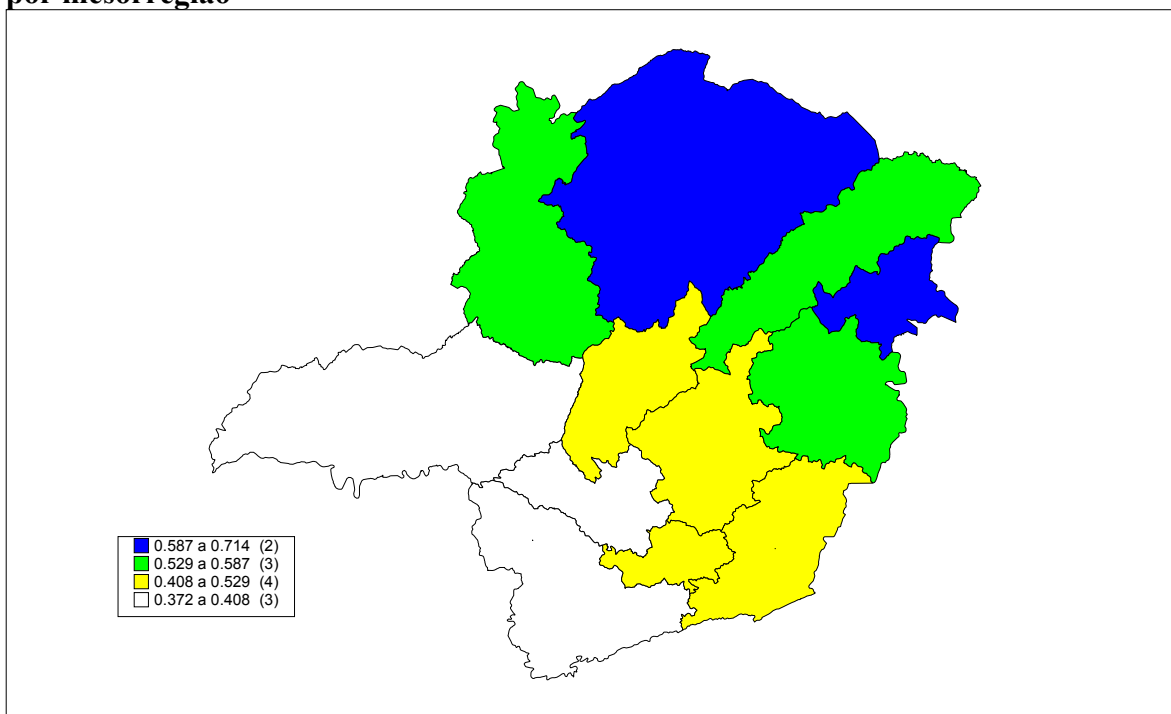 por mesorregião
0.587 a 0.714 (2)
0.529 a 0.587 (3)
0.408 a 0.529 (4)
0.372 a 0.408 (3)